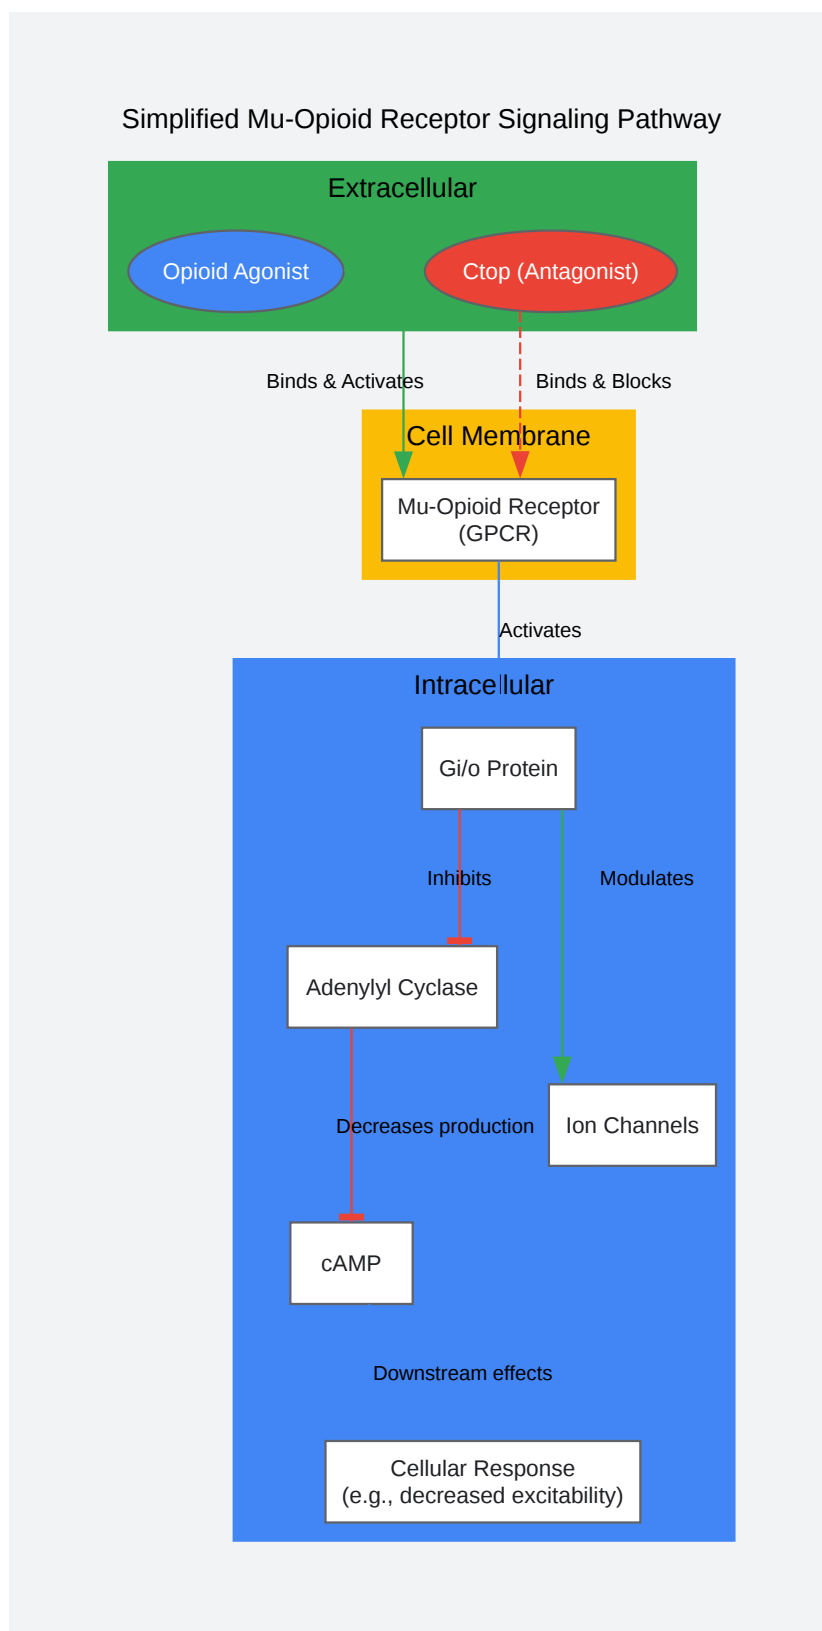 Simplified Mu-Opioid Receptor Signaling Pathway
Extracellular
Opioid Agonist
Ctop (Antagonist)
Binds & Activates
Binds & Blocks
Cell Membrane
Mu-Opioid Receptor
(GPCR)
Activates
Intracellular
Gi/o Protein
Inhibits
Modulates
Adenylyl Cyclase
Decreases production
Ion Channels
cAMP
Downstream effects
Cellular Response
(e.g., decreased excitability)